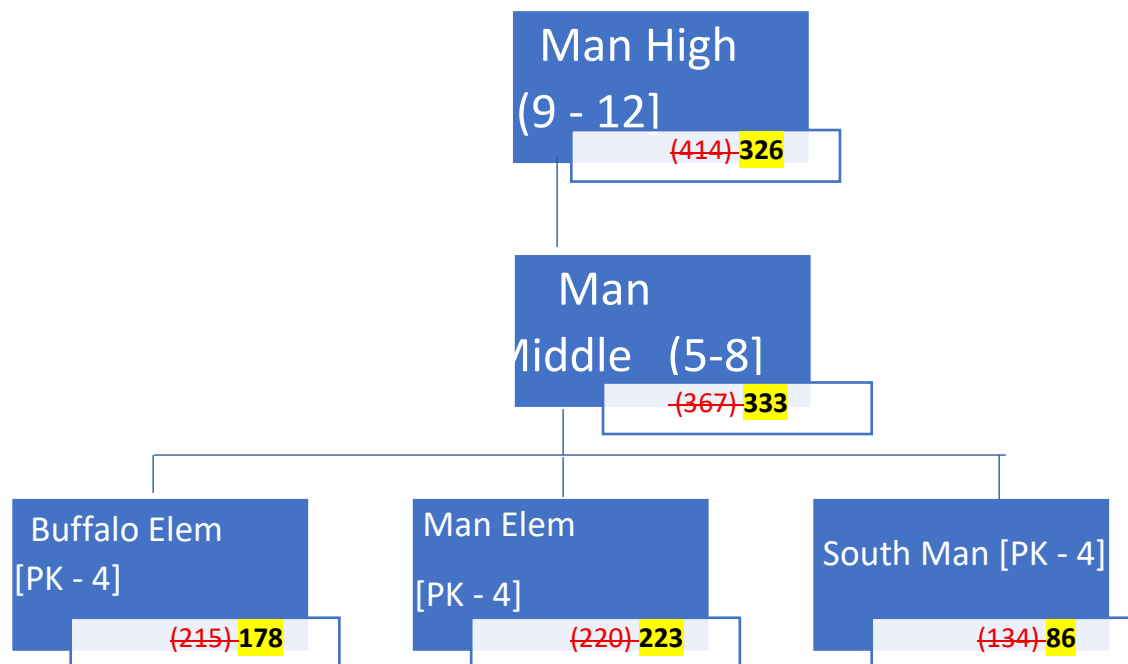 Man High
(9 - 12]
(414) 326
Man
Middle (5-8]
(367) 333
Buffalo Elem
[PK - 4]
(215) 178
Man Elem
[PK - 4]
(220) 223
South Man [PK - 4]
(134) 86